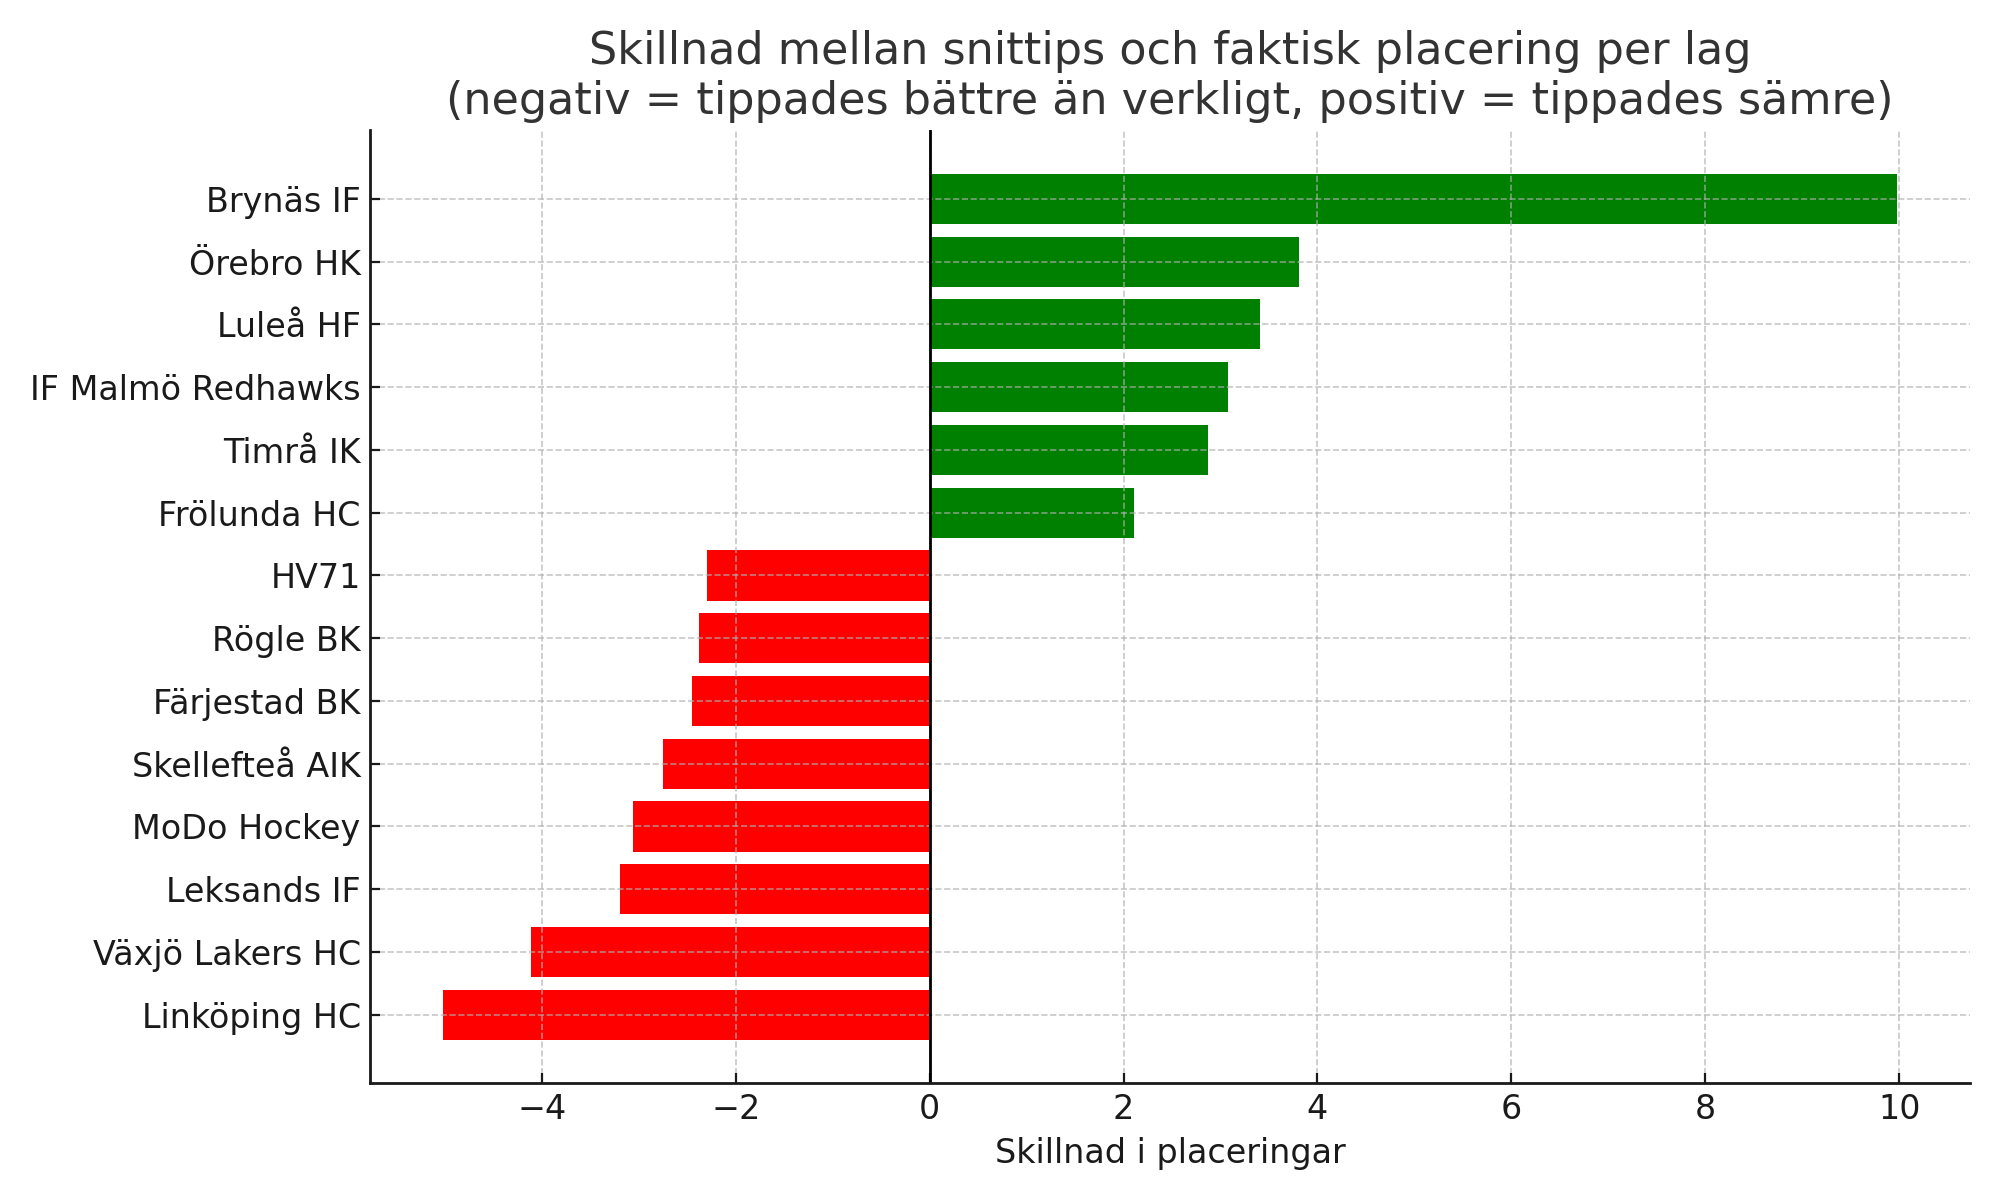 Skillnad mellan snittips och faktisk placering per lag
(negativ = tippades bättre än verkligt, positiv = tippades sämre)
Brynäs IF
Örebro HK
Luleå HF
IF Malmö Redhawks
Timrå IK
Frölunda HC
HV71
Rögle BK
Färjestad BK
Skellefteå AIK
MoDo Hockey
Leksands IF
Växjö Lakers HC
Linköping HC
−4 −2 0 2 4 6 8 10
Skillnad i placeringar